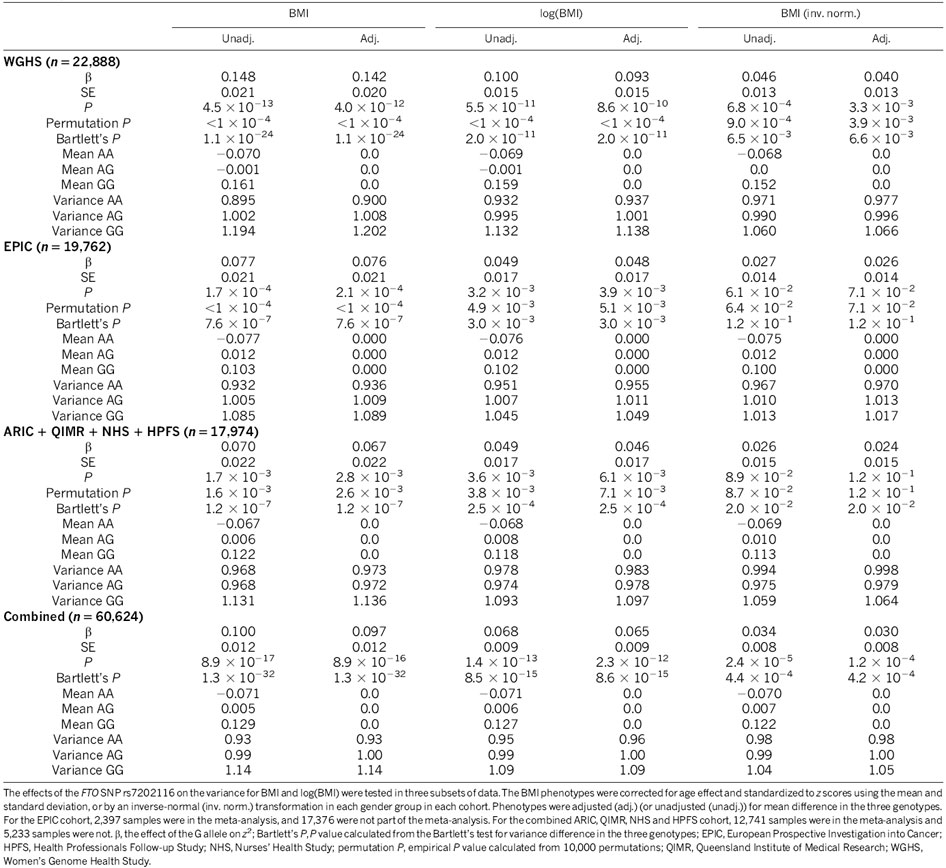 BMI log(BMI) BMI (inv. norm.)
Unadj. Adj. Unadj. Adj. Unadj. Adj.
WGHS (n = 22,888)
β 0.148 0.142 0.100 0.093 0.046 0.040
SE 0.021 0.020 0.015 0.015 0.013 0.013
P 4.5 × 10⁻¹³ 4.0 × 10⁻¹² 5.5 × 10⁻¹¹ 8.6 × 10⁻¹⁰ 6.8 × 10⁻⁴ 3.3 × 10⁻³
Permutation P <1 × 10⁻⁴ <1 × 10⁻⁴ <1 × 10⁻⁴ <1 × 10⁻⁴ 9.0 × 10⁻⁴ 3.9 × 10⁻³
Bartlett's P 1.1 × 10⁻²⁴ 1.1 × 10⁻²⁴ 2.0 × 10⁻¹¹ 2.0 × 10⁻¹¹ 6.5 × 10⁻³ 6.6 × 10⁻³
Mean AA −0.070 0.0 −0.069 0.0 −0.068 0.0
Mean AG −0.001 0.0 −0.001 0.0 0.0 0.0
Mean GG 0.161 0.0 0.159 0.0 0.152 0.0
Variance AA 0.895 0.900 0.932 0.937 0.971 0.977
Variance AG 1.002 1.008 0.995 1.001 0.990 0.996
Variance GG 1.194 1.202 1.132 1.138 1.060 1.066
EPIC (n = 19,762)
β 0.077 0.076 0.049 0.048 0.027 0.026
SE 0.021 0.021 0.017 0.017 0.014 0.014
P 1.7 × 10⁻⁴ 2.1 × 10⁻⁴ 3.2 × 10⁻³ 3.9 × 10⁻³ 6.1 × 10⁻² 7.1 × 10⁻²
Permutation P <1 × 10⁻⁴ <1 × 10⁻⁴ 4.9 × 10⁻³ 5.1 × 10⁻³ 6.4 × 10⁻² 7.1 × 10⁻²
Bartlett's P 7.6 × 10⁻⁷ 7.6 × 10⁻⁷ 3.0 × 10⁻³ 3.0 × 10⁻³ 1.2 × 10⁻¹ 1.2 × 10⁻¹
Mean AA −0.077 0.000 −0.076 0.000 −0.075 0.000
Mean AG 0.012 0.000 0.012 0.000 0.012 0.000
Mean GG 0.103 0.000 0.102 0.000 0.100 0.000
Variance AA 0.932 0.936 0.951 0.955 0.967 0.970
Variance AG 1.005 1.009 1.007 1.011 1.010 1.013
Variance GG 1.085 1.089 1.045 1.049 1.013 1.017
ARIC + QIMR + NHS + HPFS (n = 17,974)
β 0.070 0.067 0.049 0.046 0.026 0.024
SE 0.022 0.022 0.017 0.017 0.015 0.015
P 1.7 × 10⁻³ 2.8 × 10⁻³ 3.6 × 10⁻³ 6.1 × 10⁻³ 8.9 × 10⁻² 1.2 × 10⁻¹
Permutation P 1.6 × 10⁻³ 2.6 × 10⁻³ 3.8 × 10⁻³ 7.1 × 10⁻³ 8.7 × 10⁻² 1.2 × 10⁻¹
Bartlett's P 1.2 × 10⁻⁷ 1.2 × 10⁻⁷ 2.5 × 10⁻⁴ 2.5 × 10⁻⁴ 2.0 × 10⁻² 2.0 × 10⁻²
Mean AA −0.067 0.0 −0.068 0.0 −0.069 0.0
Mean AG 0.006 0.0 0.008 0.0 0.010 0.0
Mean GG 0.122 0.0 0.118 0.0 0.113 0.0
Variance AA 0.968 0.973 0.978 0.983 0.994 0.998
Variance AG 0.968 0.972 0.974 0.978 0.975 0.979
Variance GG 1.131 1.136 1.093 1.097 1.059 1.064
Combined (n = 60,624)
β 0.100 0.097 0.068 0.065 0.034 0.030
SE 0.012 0.012 0.009 0.009 0.008 0.008
P 8.9 × 10⁻¹⁷ 8.9 × 10⁻¹⁶ 1.4 × 10⁻¹³ 2.3 × 10⁻¹² 2.4 × 10⁻⁵ 1.2 × 10⁻⁴
Bartlett's P 1.3 × 10⁻³² 1.3 × 10⁻³² 8.5 × 10⁻¹⁵ 8.6 × 10⁻¹⁵ 4.4 × 10⁻⁴ 4.2 × 10⁻⁴
Mean AA −0.071 0.0 −0.071 0.0 −0.070 0.0
Mean AG 0.005 0.0 0.006 0.0 0.007 0.0
Mean GG 0.129 0.0 0.127 0.0 0.122 0.0
Variance AA 0.93 0.93 0.95 0.96 0.98 0.98
Variance AG 0.99 1.00 0.99 1.00 0.99 1.00
Variance GG 1.14 1.14 1.09 1.09 1.04 1.05
The effects of the FTO SNP rs7202116 on the variance for BMI and log(BMI) were tested in three subsets of data. The BMI phenotypes were corrected for age effect and standardized to z scores using the mean and
standard deviation, or by an inverse-normal (inv. norm.) transformation in each gender group in each cohort. Phenotypes were adjusted (adj.) (or unadjusted (unadj.)) for mean difference in the three genotypes.
For the EPIC cohort, 2,397 samples were in the meta-analysis, and 17,376 were not part of the meta-analysis. For the combined ARIC, QIMR, NHS and HPFS cohort, 12,741 samples were in the meta-analysis and
5,233 samples were not. β, the effect of the G allele on z²; Bartlett's P, P value calculated from the Bartlett's test for variance difference in the three genotypes; EPIC, European Prospective Investigation into Cancer;
HPFS, Health Professionals Follow-up Study; NHS, Nurses' Health Study; permutation P, empirical P value calculated from 10,000 permutations; QIMR, Queensland Institute of Medical Research; WGHS,
Women's Genome Health Study.